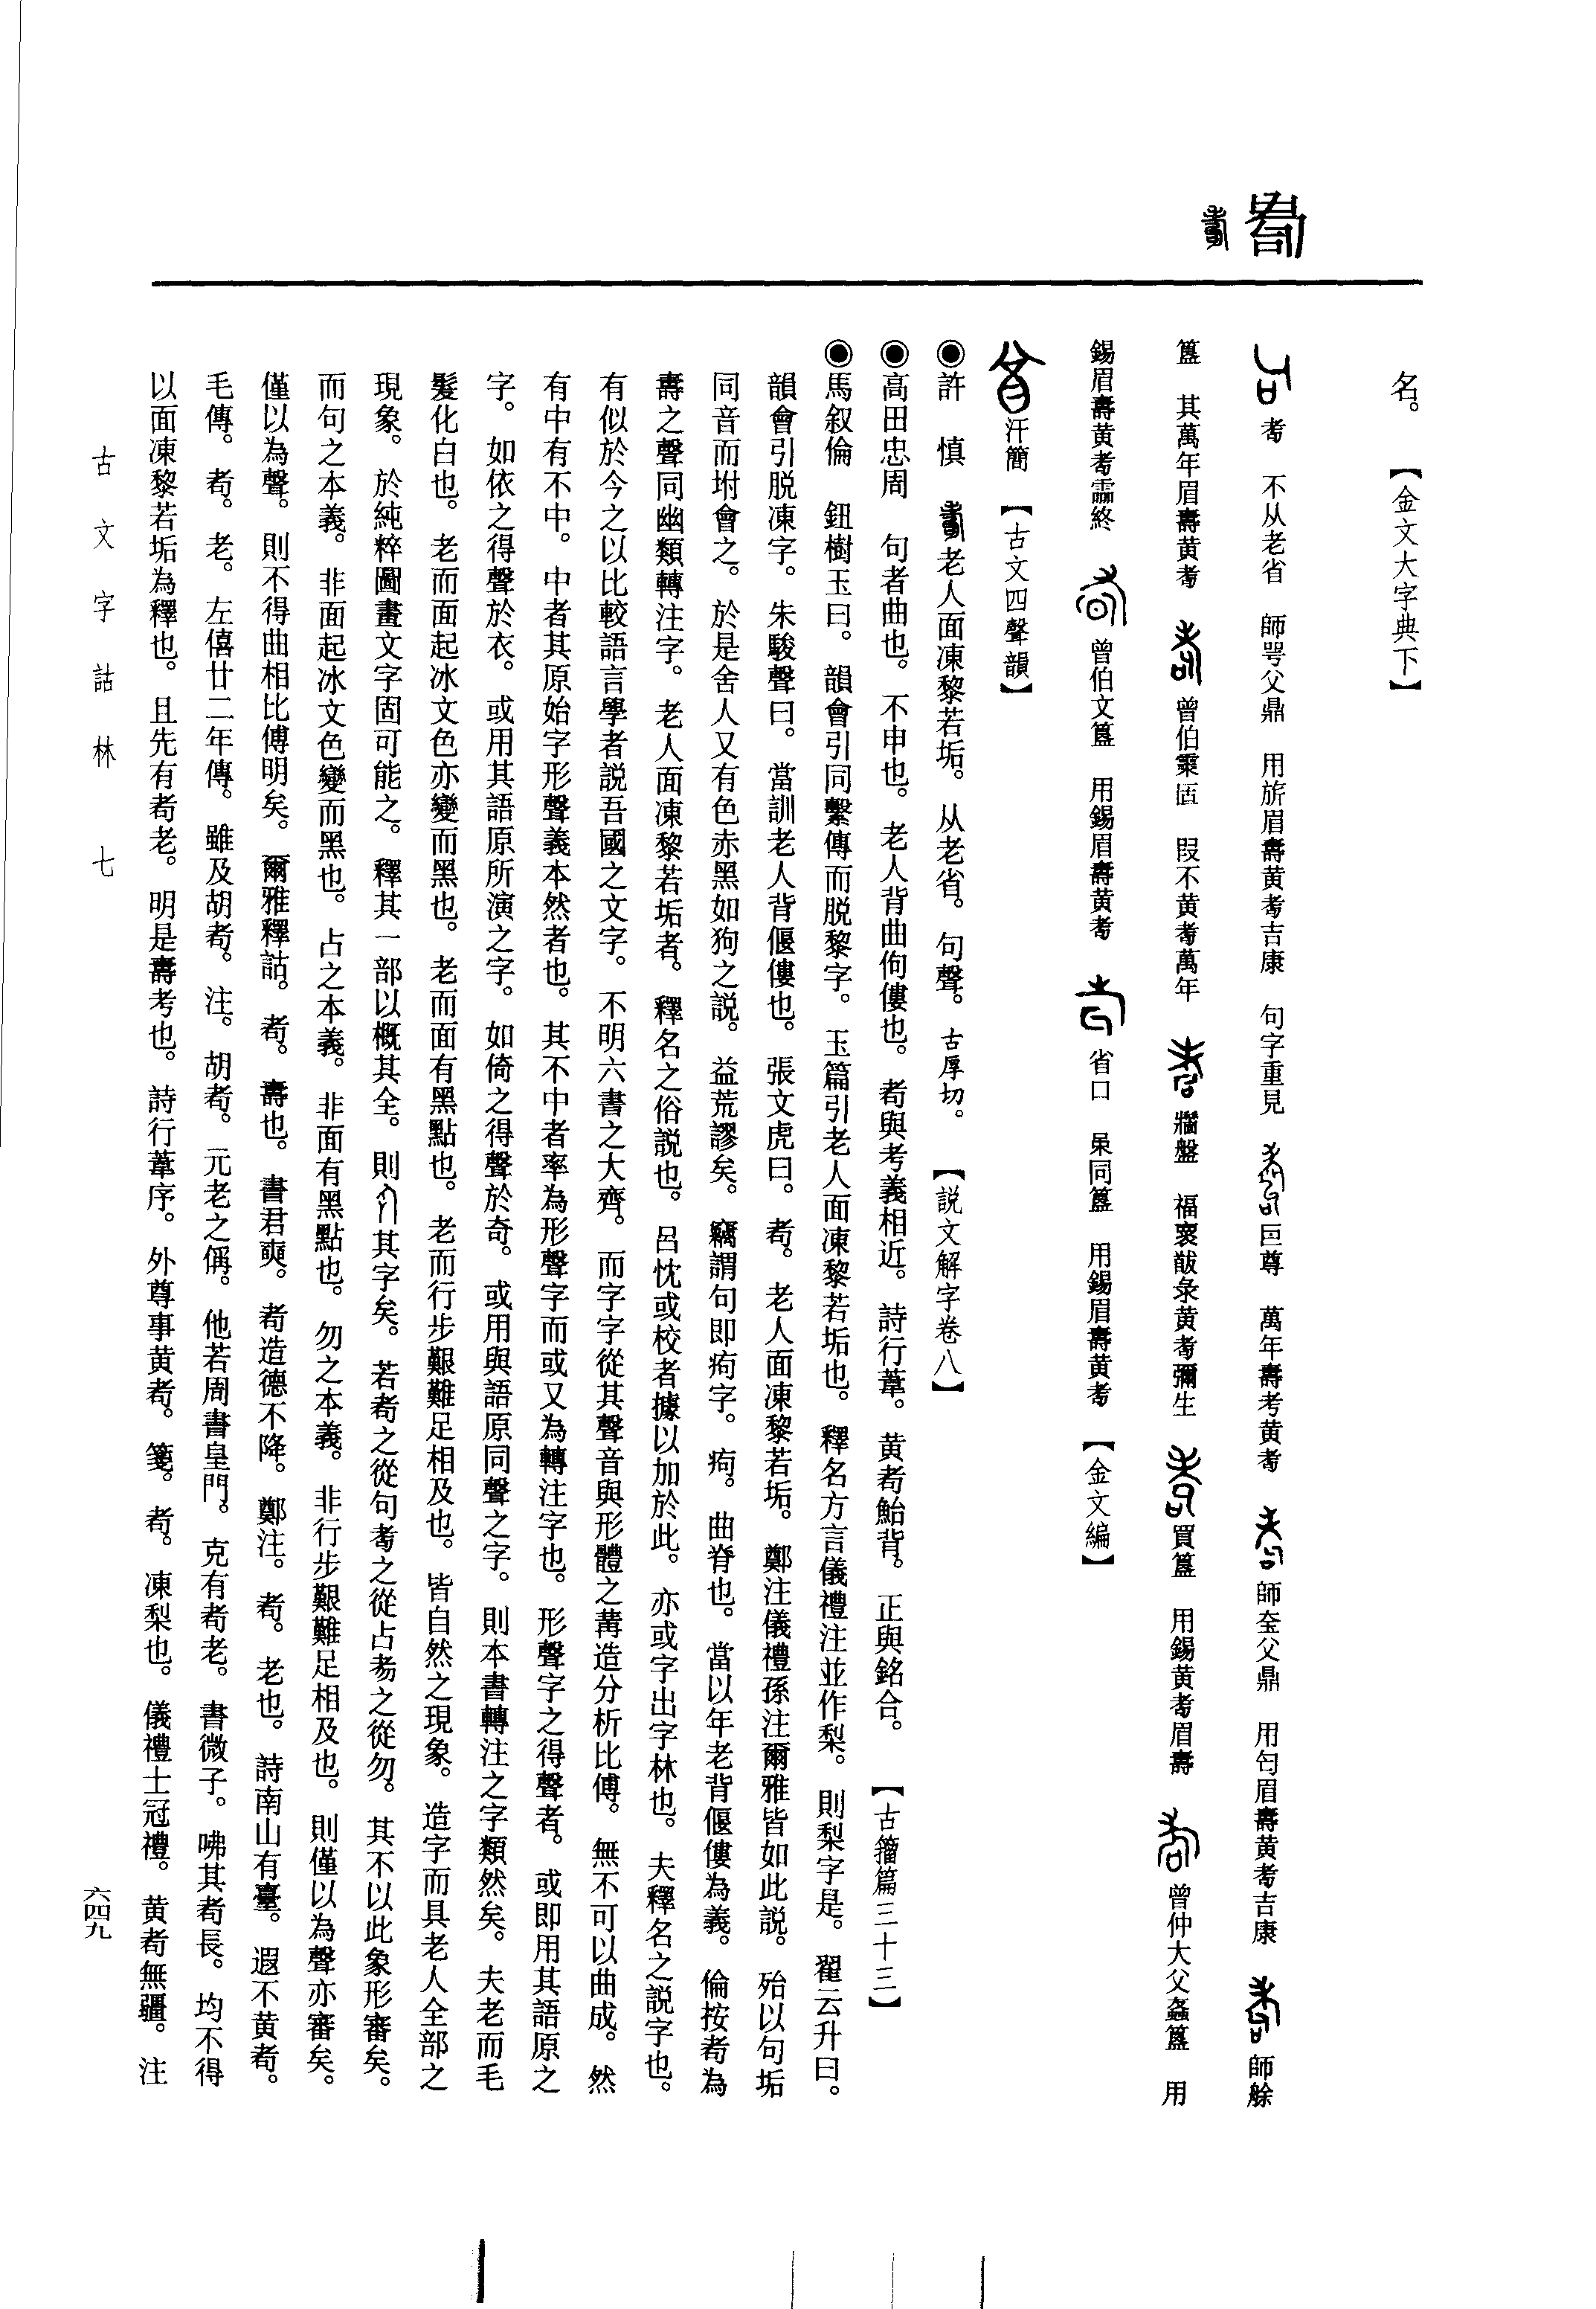 耇
名。 【金文大字典下】
耇 不从老省 師咢父鼎 用旂眉壽黄耇吉康 句字重見 𠯑尊 萬年壽考黄耇 師𡘇父鼎 用匄眉壽黄耇吉康 師艅
簋 其萬年眉壽黄耇 曾伯霥𠤳 叚不黄耇萬年 牆盤 福褱𩛥彔黄耇彌生 買簋 用錫黄耇眉壽 曾仲大父螽簋 用
錫眉壽黄耇霝終 曾伯文簋 用錫眉壽黄耇 省口 杲同簋 用錫眉壽黄耇 【金文編】
汗簡 【古文四聲韻】
◉許 慎 老人面凍黎若垢。从老省。句聲。古厚切。 【説文解字卷八】
◉高田忠周 句者曲也。不申也。老人背曲佝僂也。耇與考義相近。詩行葦。黄耇鮐背。正與銘合。 【古籀篇三十三】
◉馬叙倫 鈕樹玉曰。韻會引同繫傳而脱黎字。玉篇引老人面凍黎若垢也。釋名方言儀禮注並作梨。則梨字是。翟云升曰。
韻會引脱凍字。朱駿聲曰。當訓老人背傴僂也。張文虎曰。耇。老人面凍黎若垢。鄭注儀禮孫注爾雅皆如此説。殆以句垢
同音而坿會之。於是舍人又有色赤黑如狗之説。益荒謬矣。竊謂句即痀字。痀。曲脊也。當以年老背傴僂為義。倫按耇為
壽之聲同幽類轉注字。老人面凍黎若垢者。釋名之俗説也。呂忱或校者據以加於此。亦或字出字林也。夫釋名之説字也。
有似於今之以比較語言學者説吾國之文字。不明六書之大齊。而字字從其聲音與形體之冓造分析比傅。無不可以曲成。然
有中有不中。中者其原始字形聲義本然者也。其不中者率為形聲字而或又為轉注字也。形聲字之得聲者。或即用其語原之
字。如依之得聲於衣。或用其語原所演之字。如倚之得聲於奇。或用與語原同聲之字。則本書轉注之字類然矣。夫老而毛
髮化白也。老而面起冰文色亦變而黑也。老而面有黑點也。老而行步艱難足相及也。皆自然之現象。造字而具老人全部之
現象。於純粹圖畫文字固可能之。釋其一部以概其全。則其字矣。若耇之從句耉之從占𦒱之從勿。其不以此象形審矣。
而句之本義。非面起冰文色變而黑也。占之本義。非面有黑點也。勿之本義。非行步艱難足相及也。則僅以為聲亦審矣。
僅以為聲。則不得曲相比傅明矣。爾雅釋詁。耇。壽也。書君奭。耇造德不降。鄭注。耇。老也。詩南山有臺。遐不黄耇。
毛傳。耇。老。左僖廿二年傳。雖及胡耇。注。胡耇。元老之偁。他若周書皇門。克有耇老。書微子。咈其耇長。均不得
以面凍黎若垢為釋也。且先有耇老。明是壽考也。詩行葦序。外尊事黄耇。箋。耇。凍梨也。儀禮士冠禮。黄耇無疆。注
古文字詁林 七
六四九